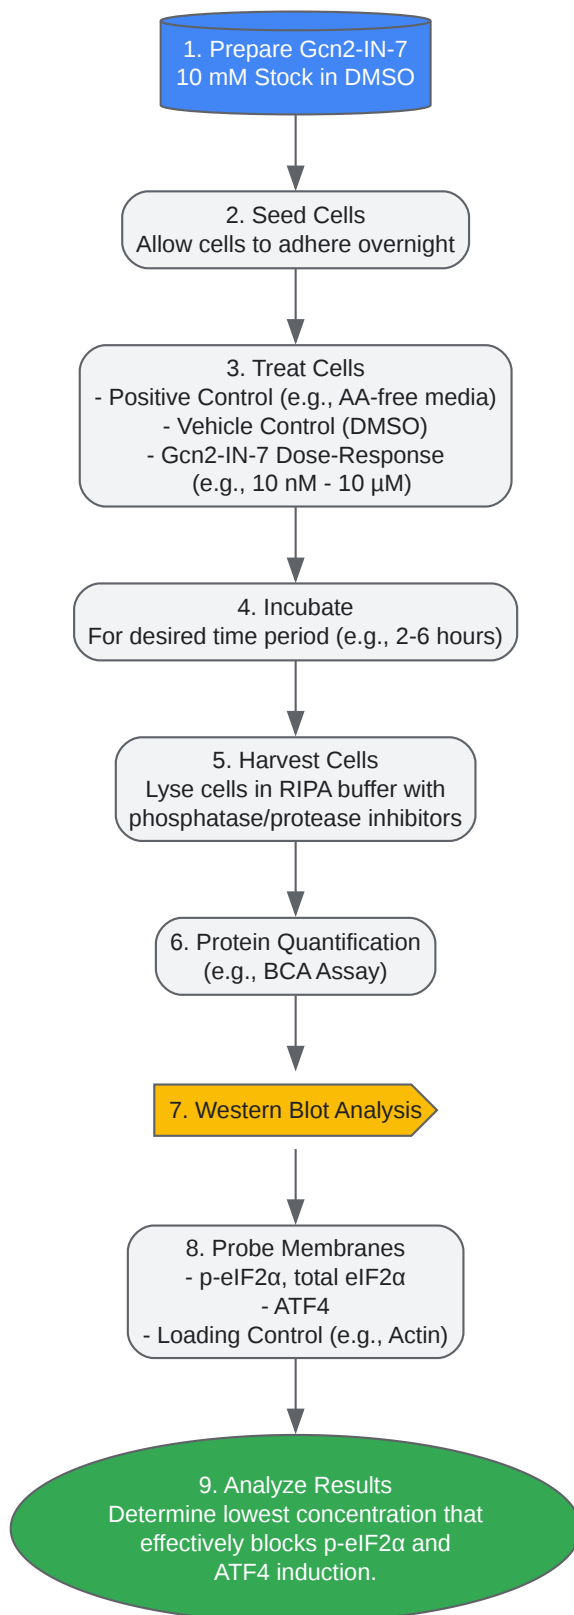 1. Prepare Gcn2-IN-7
10 mM Stock in DMSO
2. Seed Cells
Allow cells to adhere overnight
3. Treat Cells
- Positive Control (e.g., AA-free media)
- Vehicle Control (DMSO)
- Gcn2-IN-7 Dose-Response
(e.g., 10 nM - 10 µM)
4. Incubate
For desired time period (e.g., 2-6 hours)
5. Harvest Cells
Lyse cells in RIPA buffer with
phosphatase/protease inhibitors
6. Protein Quantification
(e.g., BCA Assay)
7. Western Blot Analysis
8. Probe Membranes
- p-eIF2α, total eIF2α
- ATF4
- Loading Control (e.g., Actin)
9. Analyze Results
Determine lowest concentration that
effectively blocks p-eIF2α and
ATF4 induction.